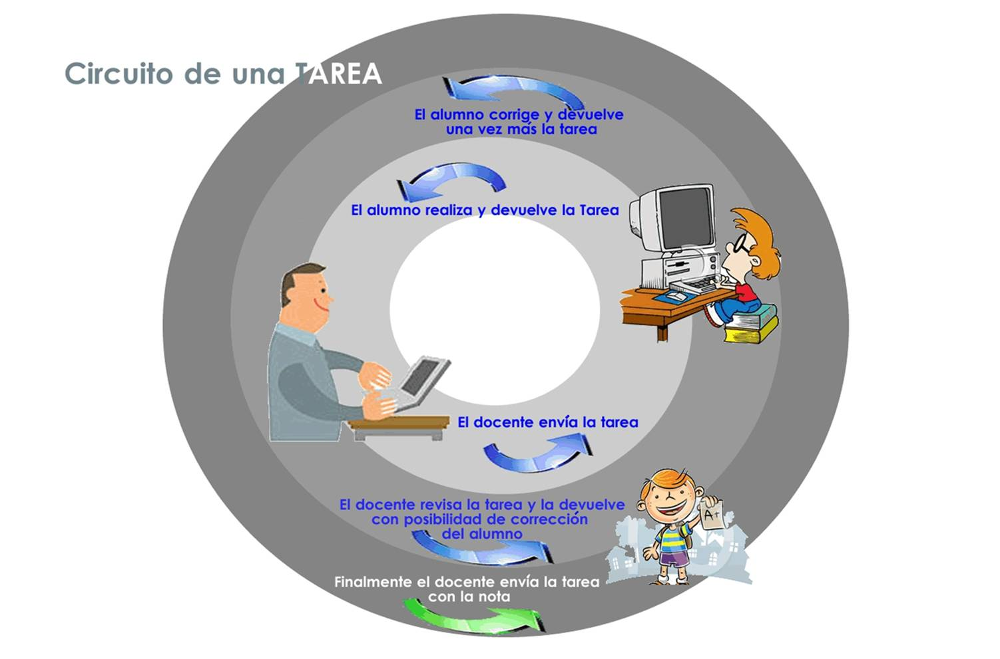 Circuito de una TAREA
El alumno corrige y devuelve
una vez más la tarea
El alumno realiza y devuelve la Tarea
El docente envía la tarea
El docente revisa la tarea y la devuelve
con posibilidad de corrección
del alumno
A+
Finalmente el docente envía la tarea
con la nota